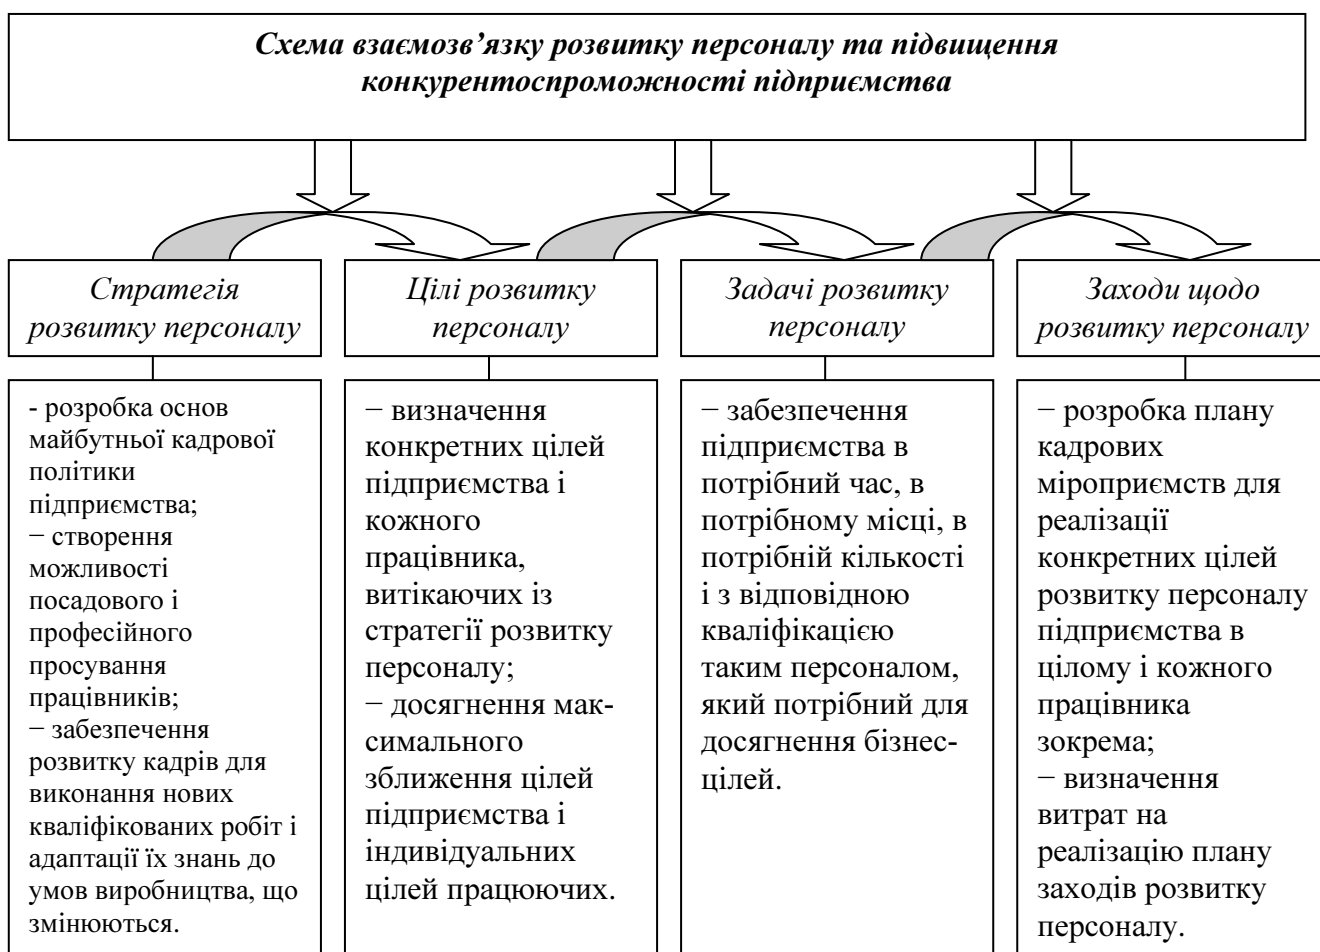 Схема взаємозв’язку розвитку персоналу та підвищення
конкурентоспроможності підприємства
Стратегія
розвитку персоналу
Цілі розвитку
персоналу
Задачі розвитку
персоналу
Заходи щодо
розвитку персоналу
- розробка основ
майбутньої кадрової
політики
підприємства;
− створення
можливості
посадового і
професійного
просування
працівників;
− забезпечення
розвитку кадрів для
виконання нових
кваліфікованих робіт і
адаптації їх знань до
умов виробництва, що
змінюються.
− визначення
конкретних цілей
підприємства і
кожного
працівника,
витікаючих із
стратегії розвитку
персоналу;
− досягнення мак-
симального
зближення цілей
підприємства і
індивідуальних
цілей працюючих.
− забезпечення
підприємства в
потрібний час, в
потрібному місці, в
потрібній кількості
і з відповідною
кваліфікацією
таким персоналом,
який потрібний для
досягнення бізнес-
цілей.
− розробка плану
кадрових
міроприємств для
реалізації
конкретних цілей
розвитку персоналу
підприємства в
цілому і кожного
працівника
зокрема;
− визначення
витрат на
реалізацію плану
заходів розвитку
персоналу.